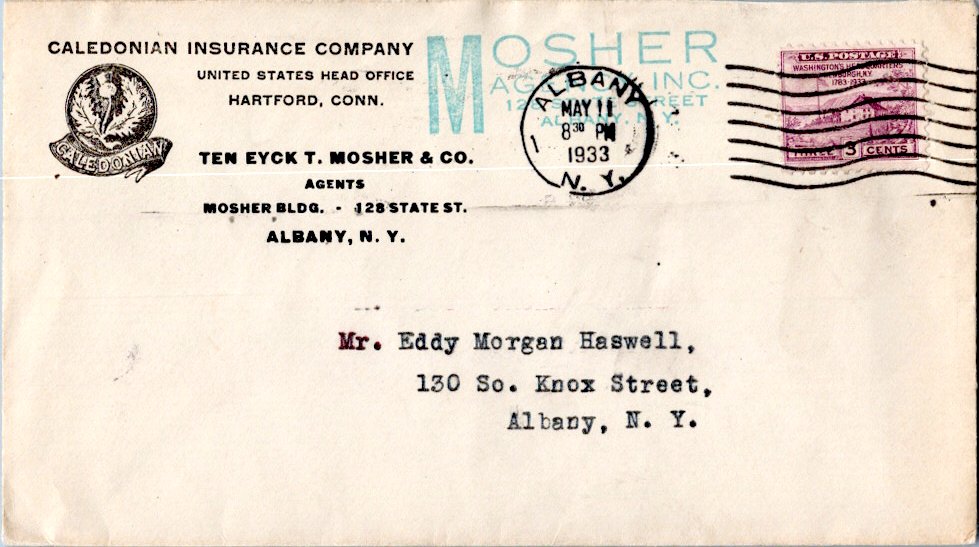 CALEDONIAN INSURANCE COMPANY
UNITED STATES HEAD OFFICE
HARTFORD, CONN.
CALEDONIAN
TEN EYCK T. MOSHER & CO.
AGENTS
MOSHER BLDG. - 128 STATE ST.
ALBANY, N. Y.
MOSHER
AGENCY, INC.
128 STATE STREET
ALBANY, N. Y.
ALBANY
1
MAY 11
8 30 PM
1933
N. Y.
U.S. POSTAGE
WASHINGTON'S HEADQUARTERS
NEWBURGH, N.Y.
1783-1933
THREE 3 CENTS
Mr. Eddy Morgan Haswell,
130 So. Knox Street,
Albany, N. Y.